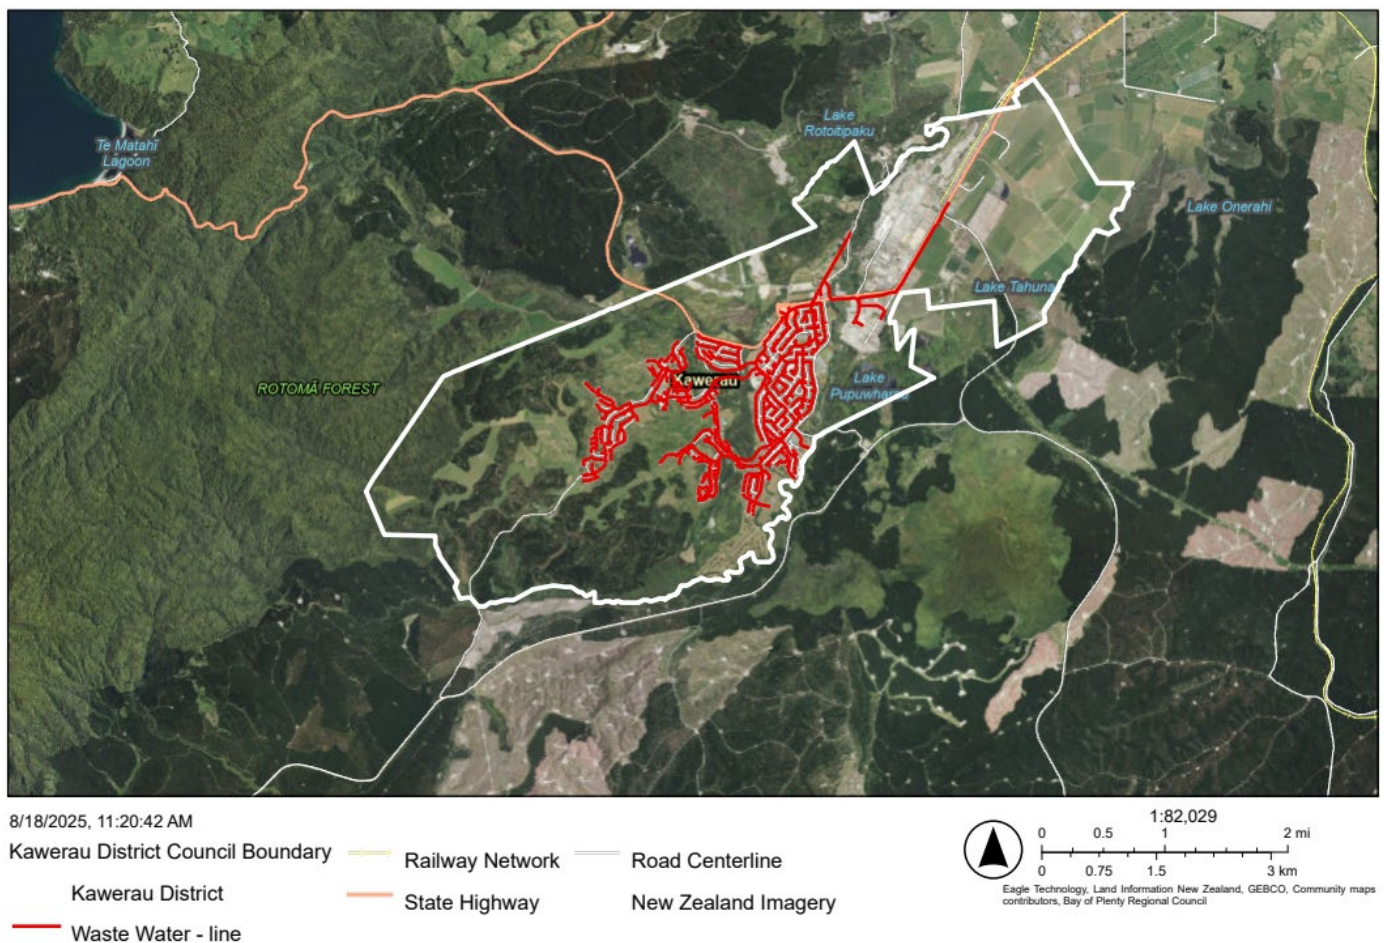 Lake
Rotoitipaku
Te Matahī
Lagoon
Lake Onerahi
Lake Tahuna
ROTOMĀ FOREST
Kawerau
Lake
8/18/2025, 11:20:42 AM
Kawerau District Council Boundary
Kawerau District
Waste Water - line
Railway Network
State Highway
Road Centerline
New Zealand Imagery
1:82,029
0 0.5 1 2 mi
0 0.75 1.5 3 km
Eagle Technology, Land Information New Zealand, GEBCO, Community maps
contributors, Bay of Plenty Regional Council